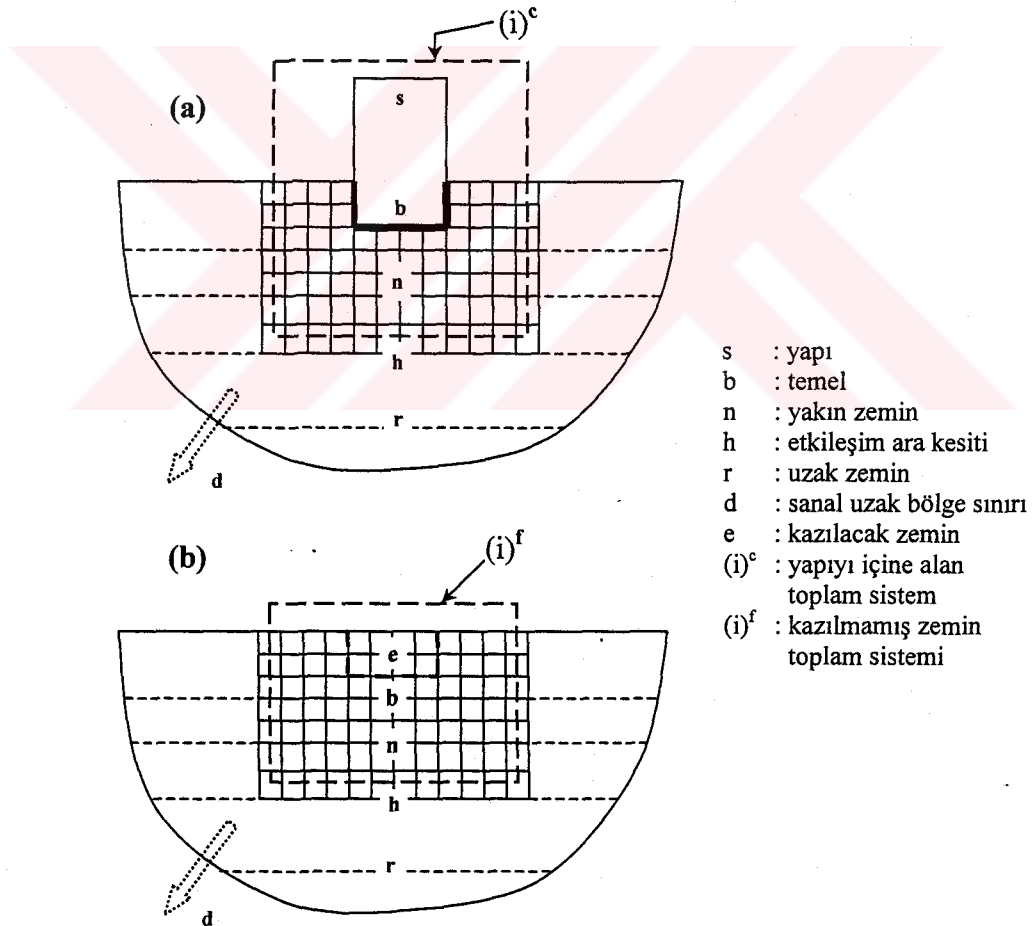 (i)ᶜ
(a)
s
b
n
h
r
d
s : yapı
b : temel
n : yakın zemin
h : etkileşim ara kesiti
r : uzak zemin
d : sanal uzak bölge sınırı
e : kazılacak zemin
(i)ᶜ : yapıyı içine alan
toplam sistem
(i)ᶠ : kazılmamış zemin
toplam sistemi
(b)
(i)ᶠ
e
b
n
h
r
d